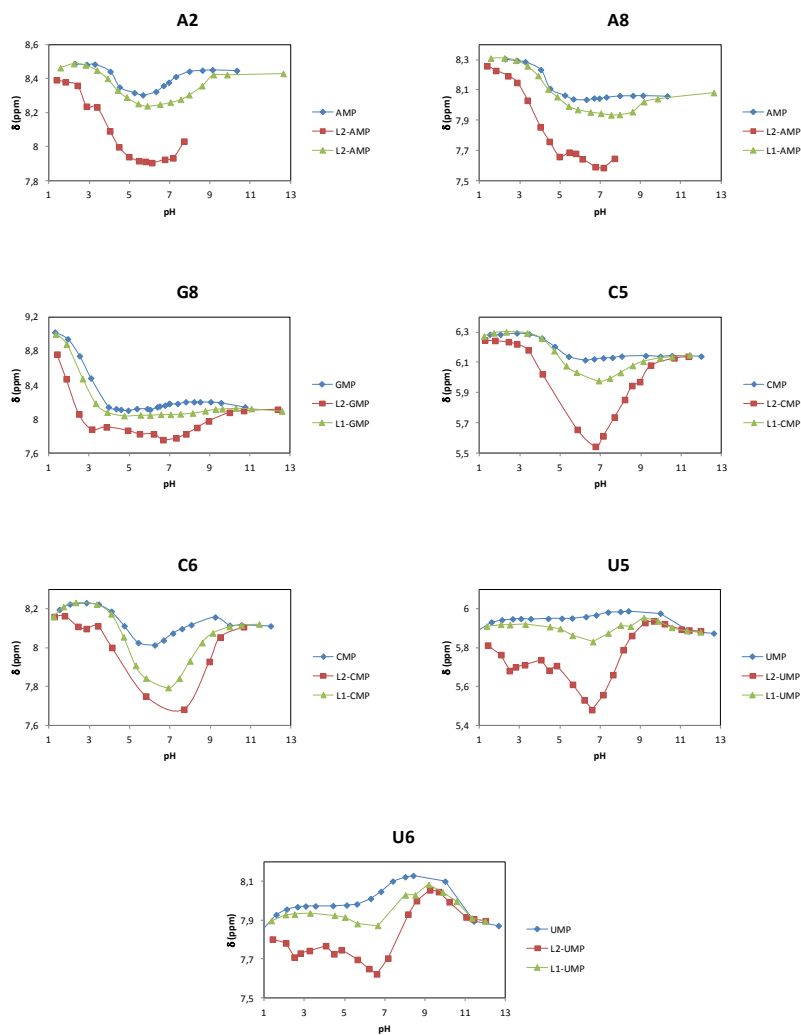 A2
8,6
8,4
8,2
8
7,8
δ (ppm)
1 3 5 7 9 11 13
pH
AMP
L2-AMP
L2-AMP
A8
8,3
8,1
7,9
7,7
7,5
δ (ppm)
1 3 5 7 9 11 13
pH
AMP
L2-AMP
L1-AMP
G8
9,2
8,8
8,4
8
7,6
δ (ppm)
1 3 5 7 9 11 13
pH
GMP
L2-GMP
L1-GMP
C5
6,3
6,1
5,9
5,7
5,5
δ (ppm)
1 3 5 7 9 11 13
pH
CMP
L2-CMP
L1-CMP
C6
8,2
8
7,8
7,6
δ (ppm)
1 3 5 7 9 11 13
pH
CMP
L2-CMP
L1-CMP
U5
6
5,8
5,6
5,4
δ (ppm)
1 3 5 7 9 11 13
pH
UMP
L2-UMP
L1-UMP
U6
8,1
7,9
7,7
7,5
δ (ppm)
1 3 5 7 9 11 13
pH
UMP
L2-UMP
L1-UMP